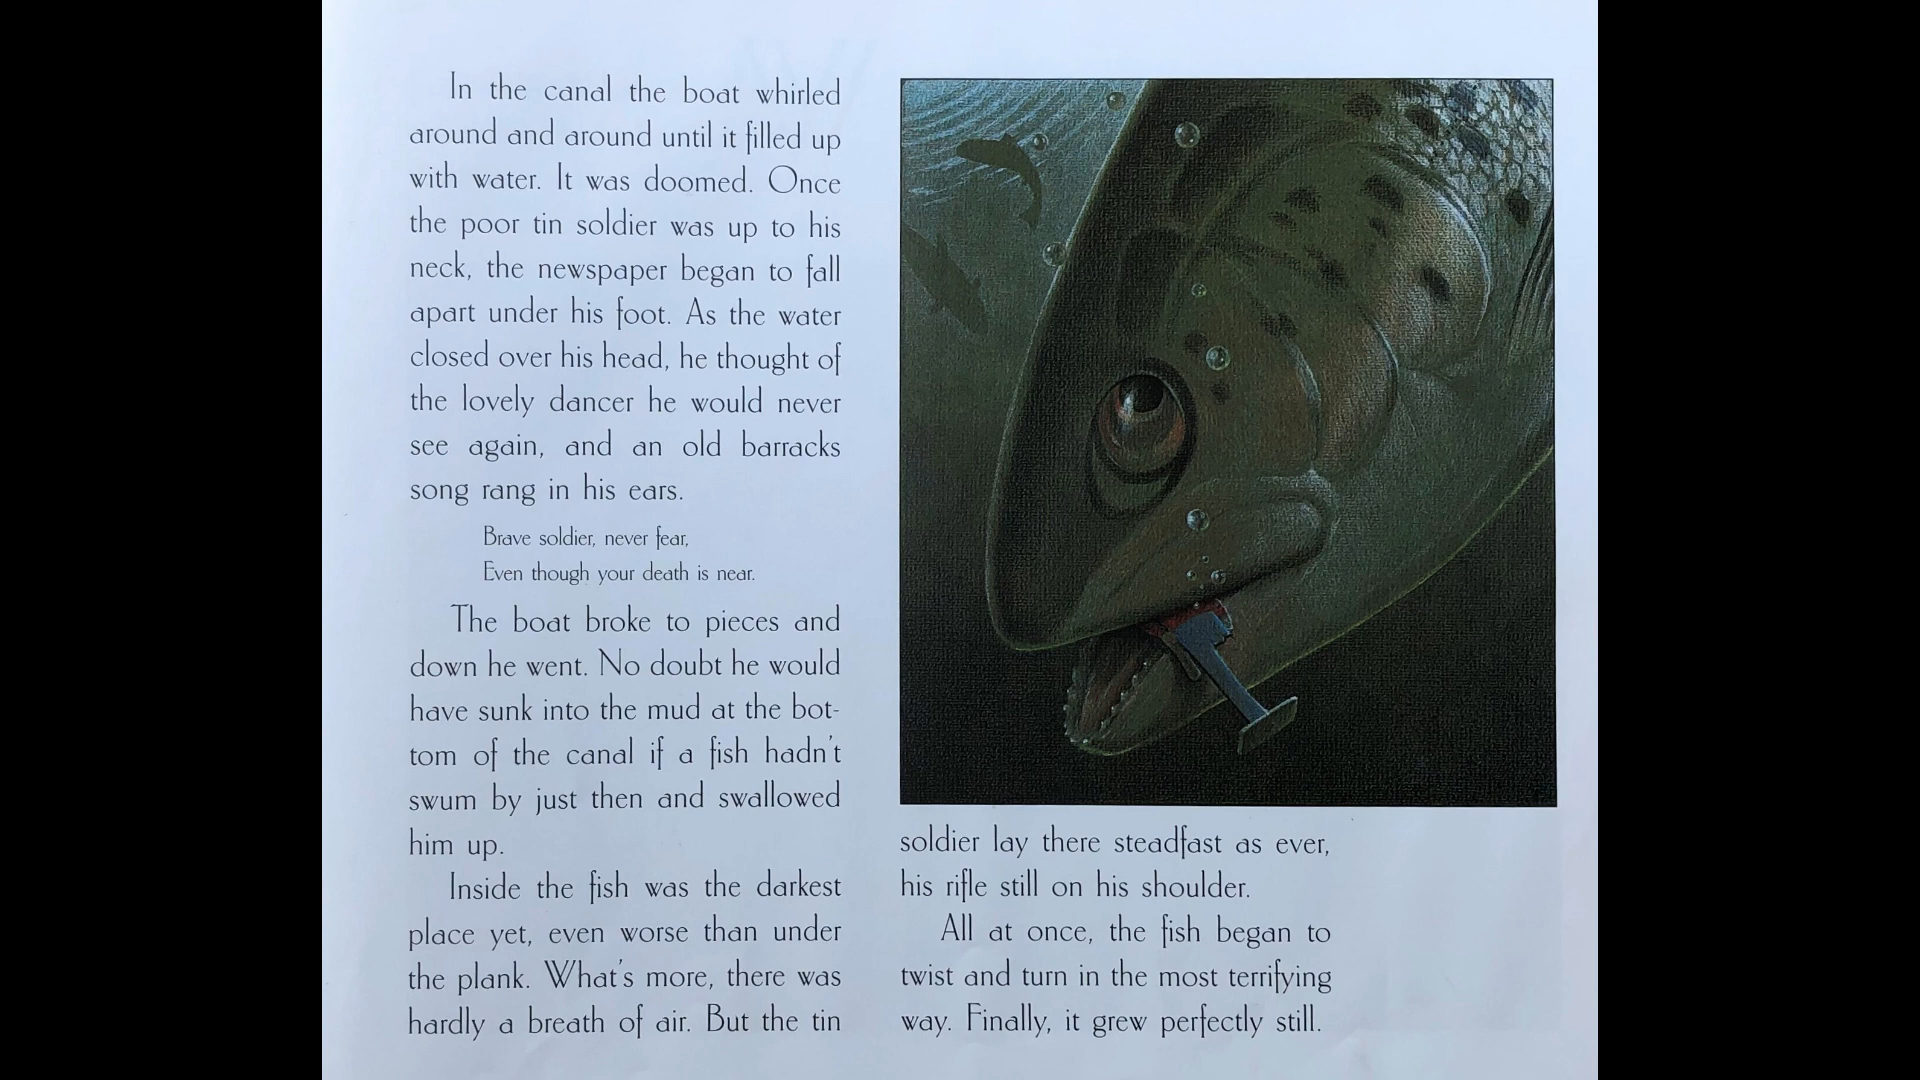 In the canal the boat whirled
around and around until it filled up
with water. It was doomed. Once
the poor tin soldier was up to his
neck, the newspaper began to fall
apart under his foot. As the water
closed over his head, he thought of
the lovely dancer he would never
see again, and an old barracks
song rang in his ears.
Brave soldier, never fear,
Even though your death is near.
The boat broke to pieces and
down he went. No doubt he would
have sunk into the mud at the bot-
tom of the canal if a fish hadn't
swum by just then and swallowed
him up.
Inside the fish was the darkest
place yet, even worse than under
the plank. What's more, there was
hardly a breath of air. But the tin
soldier lay there steadfast as ever,
his rifle still on his shoulder.
All at once, the fish began to
twist and turn in the most terrifying
way. Finally, it grew perfectly still.